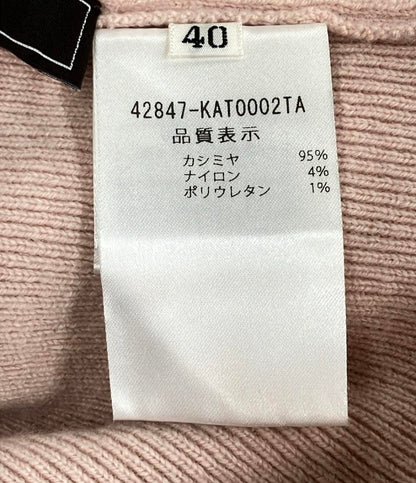 40
42847-KAT0002TA
品質表示
カシミヤ 95%
ナイロン 4%
ポリウレタン 1%